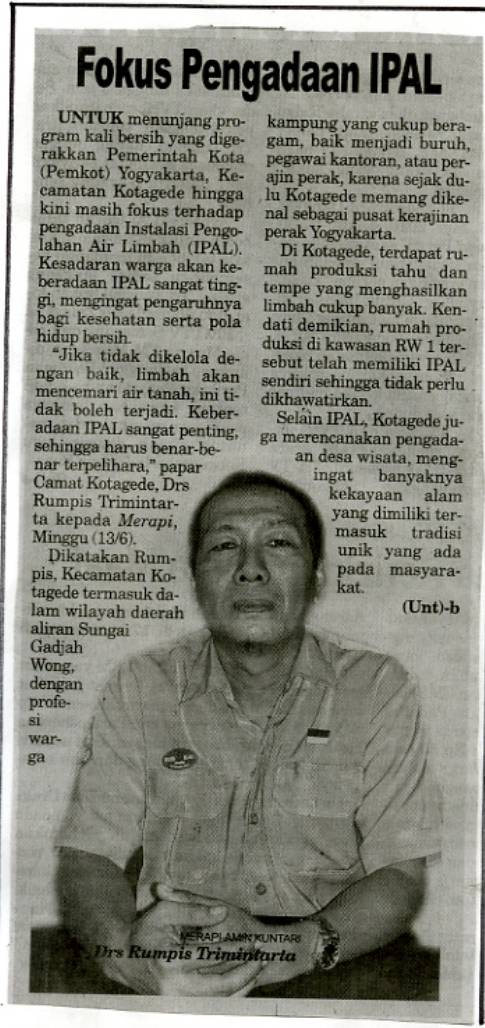 Fokus Pengadaan IPAL
UNTUK menunjang pro-
gram kali bersih yang dige-
rakkan Pemerintah Kota
(Pemkot) Yogyakarta, Ke-
camatan Kotagede hingga
kini masih fokus terhadap
pengadaan Instalasi Pengo-
lahan Air Limbah (IPAL).
Kesadaran warga akan ke-
beradaan IPAL sangat ting-
gi, mengingat pengaruhnya
bagi kesehatan serta pola
hidup bersih.
"Jika tidak dikelola de-
ngan baik, limbah akan
mencemari air tanah, ini ti-
dak boleh terjadi. Keber-
adaan IPAL sangat penting,
sehingga harus benar-be-
nar terpelihara," papar
Camat Kotagede, Drs
Rumpis Trimintar-
ta kepada Merapi,
Minggu (13/6).
Dikatakan Rum-
pis, Kecamatan Ko-
tagede termasuk da-
lam wilayah daerah
aliran Sungai
Gadjah
Wong,
dengan
profe-
si
war-
ga
kampung yang cukup bera-
gam, baik menjadi buruh,
pegawai kantoran, atau per-
ajin perak, karena sejak du-
lu Kotagede memang dike-
nal sebagai pusat kerajinan
perak Yogyakarta.
Di Kotagede, terdapat ru-
mah produksi tahu dan
tempe yang menghasilkan
limbah cukup banyak. Ken-
dati demikian, rumah pro-
duksi di kawasan RW 1 ter-
sebut telah memiliki IPAL
sendiri sehingga tidak perlu
dikhawatirkan.
Selain IPAL, Kotagede ju-
ga merencanakan pengada-
an desa wisata, meng-
ingat banyaknya
kekayaan alam
yang dimiliki ter-
masuk tradisi
unik yang ada
pada masyara-
kat.
(Unt)-b
MERAPI-AMIN KUNTARI
Drs Rumpis Trimintarta